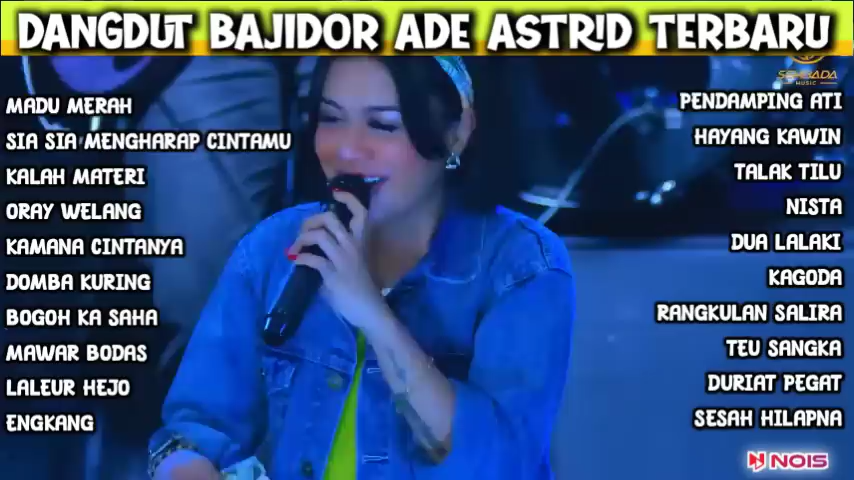 DANGDUT BAJIDOR ADE ASTRID TERBARU
SEMBADA
MUSIC
MADU MERAH
SIA SIA MENGHARAP CINTAMU
KALAH MATERI
ORAY WELANG
KAMANA CINTANYA
DOMBA KURING
BOGOH KA SAHA
MAWAR BODAS
LALEUR HEJO
ENGKANG
PENDAMPING ATI
HAYANG KAWIN
TALAK TILU
NISTA
DUA LALAKI
KAGODA
RANGKULAN SALIRA
TEU SANGKA
DURIAT PEGAT
SESAH HILAPNA
NOIS